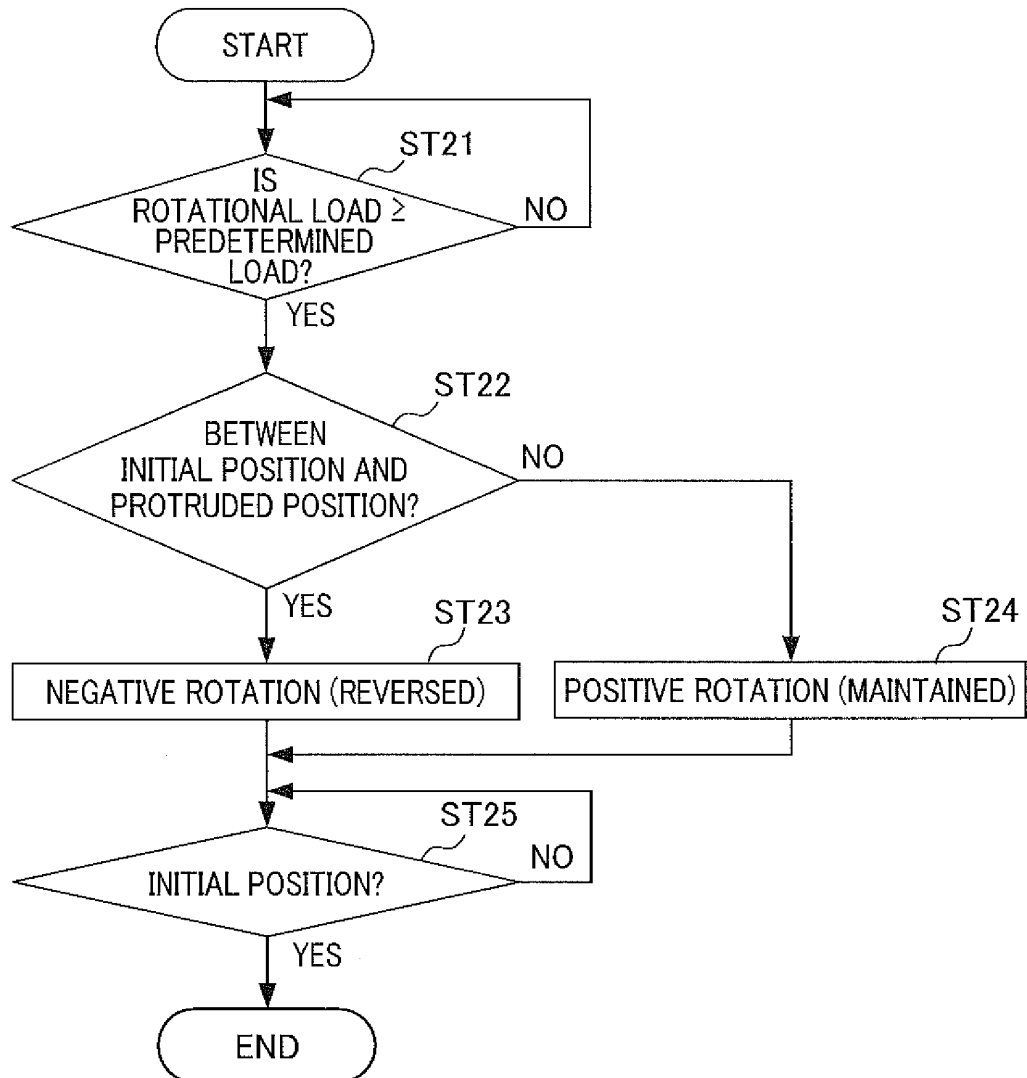 START
ST21
IS
ROTATIONAL LOAD ≥
PREDETERMINED
LOAD?
NO
YES
ST22
BETWEEN
INITIAL POSITION AND
PROTRUDED POSITION?
NO
YES
ST23
NEGATIVE ROTATION (REVERSED)
ST24
POSITIVE ROTATION (MAINTAINED)
ST25
INITIAL POSITION?
NO
YES
END